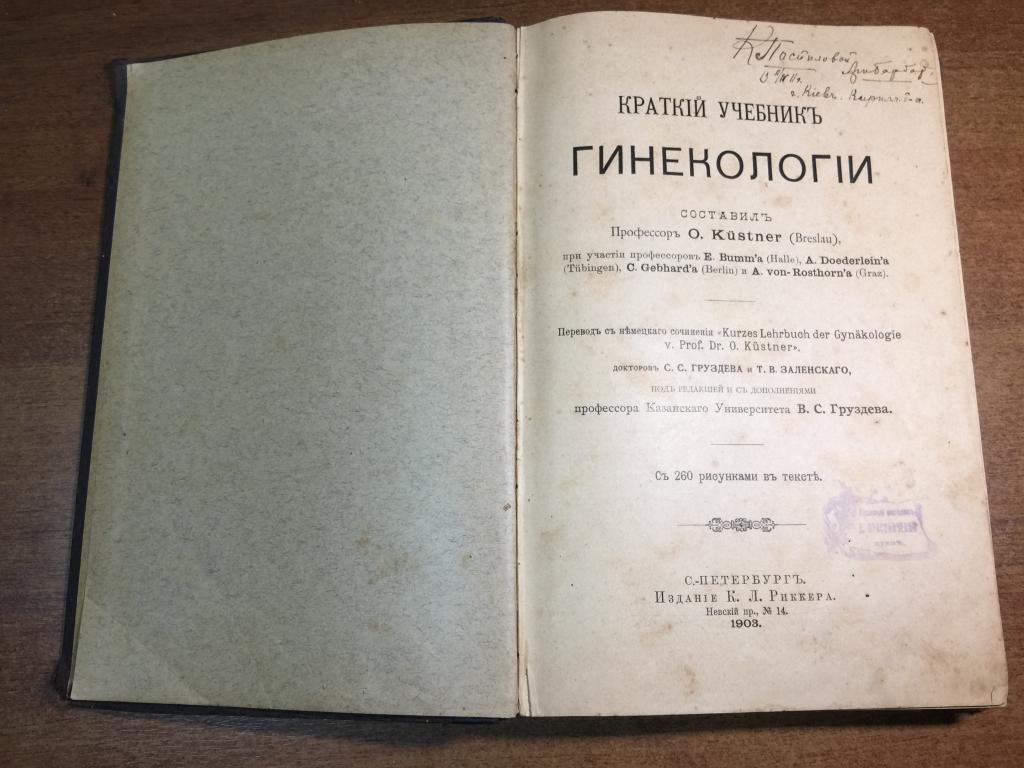 К Постиловой
г. Кіевъ.
КРАТКІЙ УЧЕБНИКЪ
ГИНЕКОЛОГІИ
СОСТАВИЛЪ
Профессоръ O. Küstner (Breslau),
при участіи профессоровъ E. Bumm'a (Halle), A. Doederlein'a
(Tübingen), C. Gebhard'a (Berlin) и A. von-Rosthorn'a (Graz).
Переводъ съ нѣмецкаго сочиненія «Kurzes Lehrbuch der Gynäkologie
v. Prof. Dr. O. Küstner».
докторовъ С. С. ГРУЗДЕВА и Т. В. ЗАЛЕНСКАГО,
ПОДЪ РЕДАКЦІЕЙ И СЪ ДОПОЛНЕНІЯМИ
профессора Казанскаго Университета В. С. Груздева.
Съ 260 рисунками въ текстѣ.
С.-ПЕТЕРБУРГЪ.
Изданіе К. Л. Риккера.
Невскій пр., № 14.
1903.